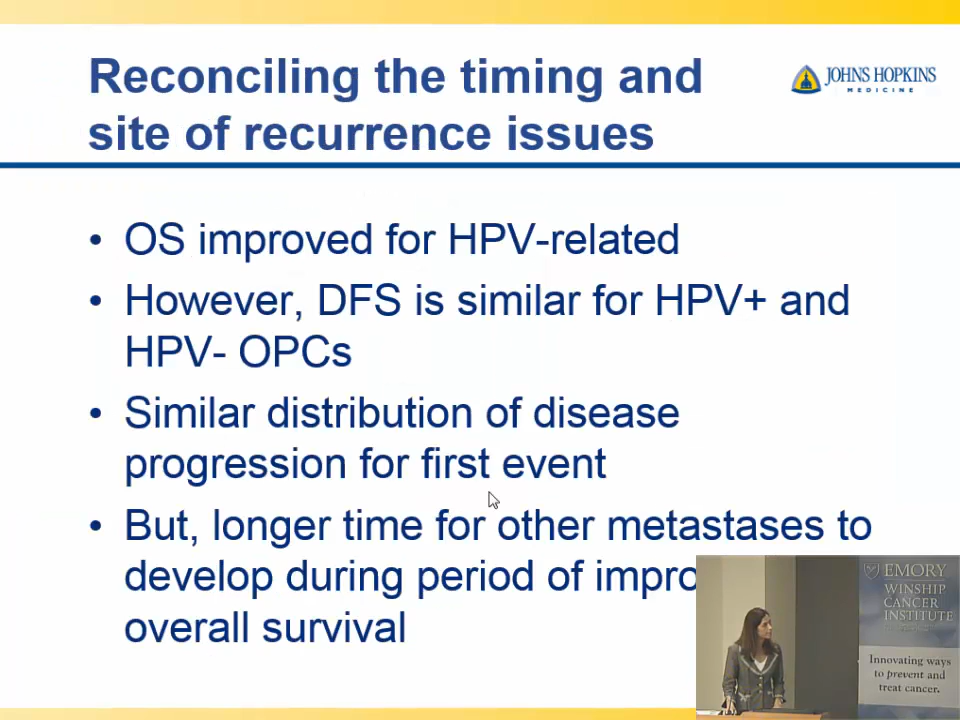 Reconciling the timing and
site of recurrence issues
JOHNS HOPKINS
MEDICINE
• OS improved for HPV-related
• However, DFS is similar for HPV+ and
HPV- OPCs
• Similar distribution of disease
progression for first event
• But, longer time for other metastases to
develop during period of impro
overall survival
EMORY
WINSHIP
CANCER
INSTITUTE
Innovating ways
to prevent and
treat cancer.